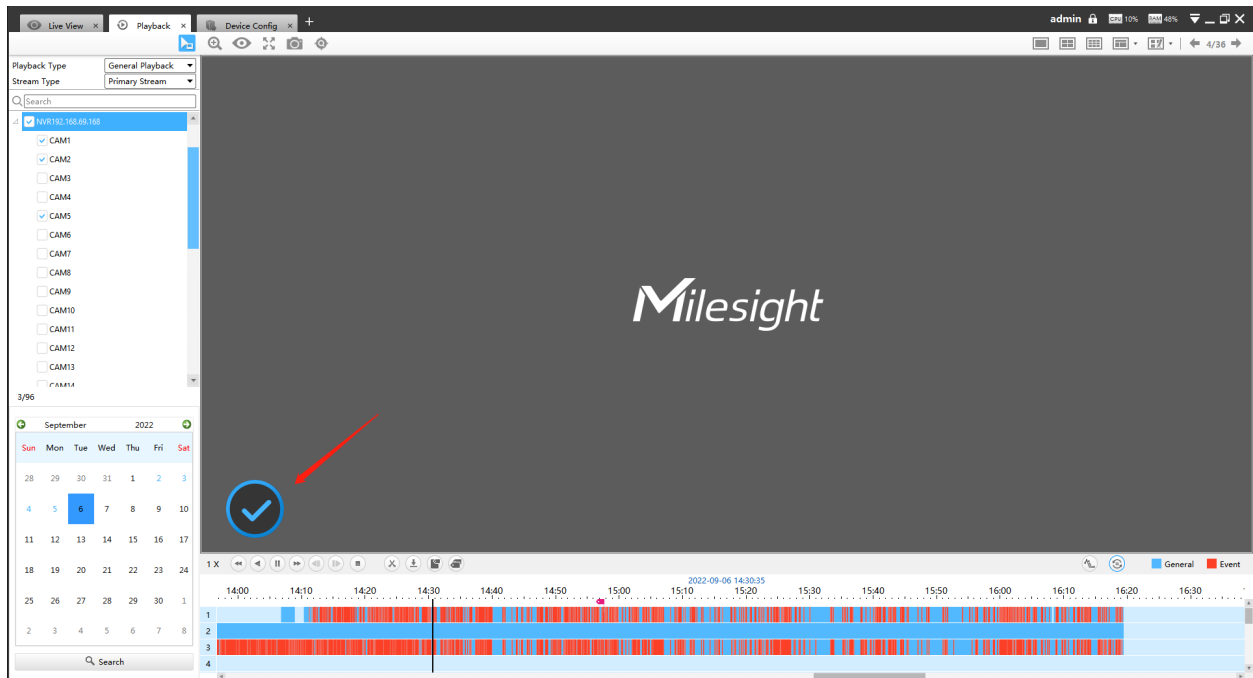 Live View × Playback × Device Config × + admin CPU 10% RAM 48%
4/36
Playback Type General Playback
Stream Type Primary Stream
Search
NVR192.168.69.168
CAM1
CAM2
CAM3
CAM4
CAM5
CAM6
CAM7
CAM8
CAM9
CAM10
CAM11
CAM12
CAM13
CAM14
3/96
Milesight
September 2022
Sun Mon Tue Wed Thu Fri Sat
28 29 30 31 1 2 3
4 5 6 7 8 9 10
11 12 13 14 15 16 17
18 19 20 21 22 23 24
25 26 27 28 29 30 1
2 3 4 5 6 7 8
Search
1 X General Event
2022-09-06 14:30:35
14:00 14:10 14:20 14:30 14:40 14:50 15:00 15:10 15:20 15:30 15:40 15:50 16:00 16:10 16:20 16:30
1
2
3
4